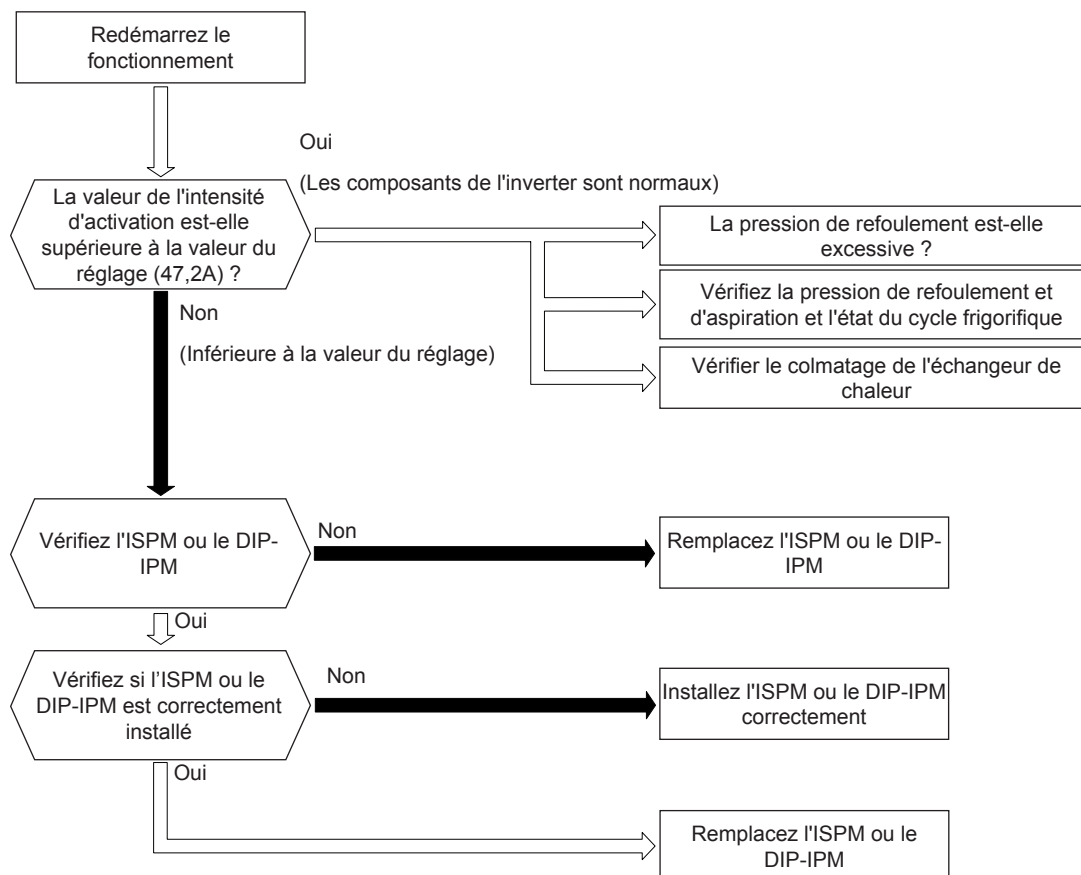 Redémarrez le
fonctionnement
Oui
(Les composants de l'inverter sont normaux)
La valeur de l'intensité
d'activation est-elle
supérieure à la valeur du
réglage (47,2A) ?
La pression de refoulement est-elle
excessive ?
Vérifiez la pression de refoulement et
d'aspiration et l'état du cycle frigorifique
Vérifier le colmatage de l'échangeur de
chaleur
Non
(Inférieure à la valeur du réglage)
Vérifiez l'ISPM ou le DIP-
IPM
Non
Remplacez l'ISPM ou le DIP-
IPM
Oui
Vérifiez si l’ISPM ou le
DIP-IPM est correctement
installé
Non
Installez l'ISPM ou le DIP-IPM
correctement
Oui
Remplacez l'ISPM ou le
DIP-IPM